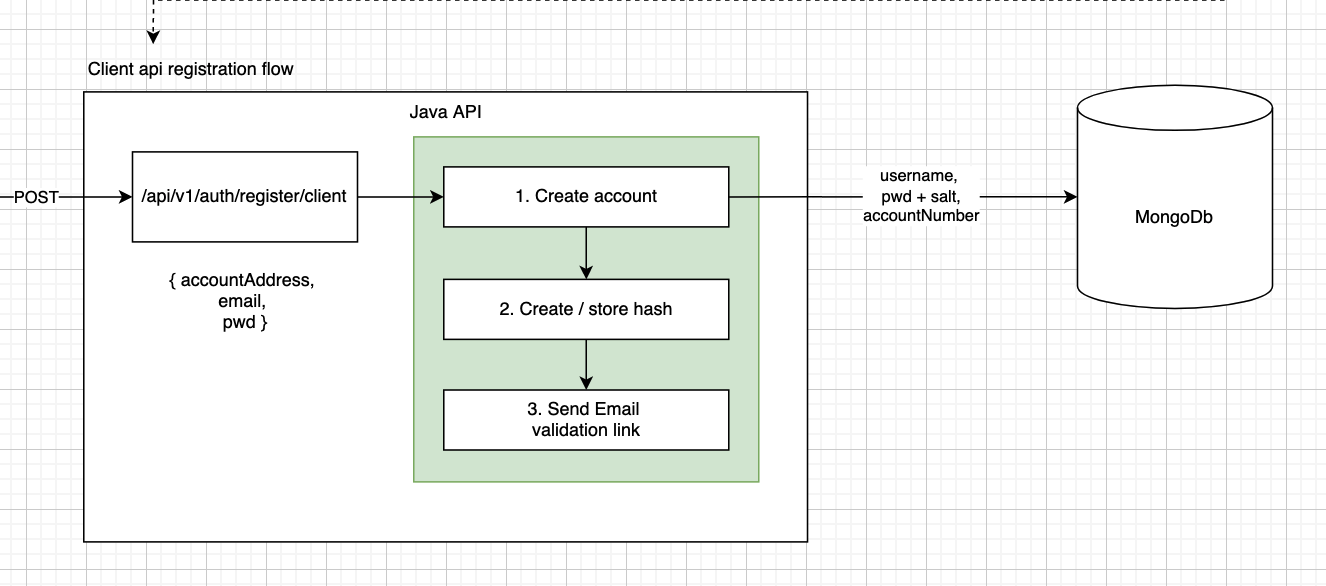 Client api registration flow
Java API
POST
/api/v1/auth/register/client
{ accountAddress,
email,
pwd }
1. Create account
2. Create / store hash
3. Send Email
validation link
username,
pwd + salt,
accountNumber
MongoDb